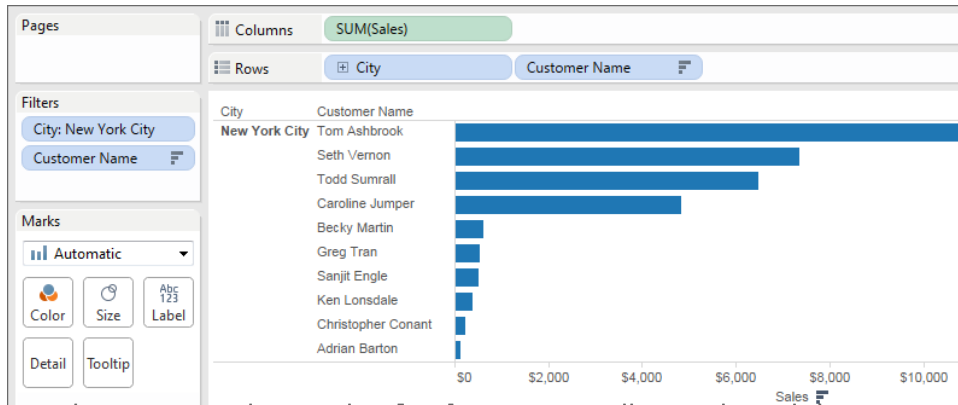 Pages
Columns
SUM(Sales)
Rows
City
Customer Name
Filters
City: New York City
Customer Name
Marks
Automatic
Color
Size
Abc
123
Label
Detail
Tooltip
City Customer Name
New York City Tom Ashbrook
Seth Vernon
Todd Sumrall
Caroline Jumper
Becky Martin
Greg Tran
Sanjit Engle
Ken Lonsdale
Christopher Conant
Adrian Barton
$0 $2,000 $4,000 $6,000 $8,000 $10,000
Sales